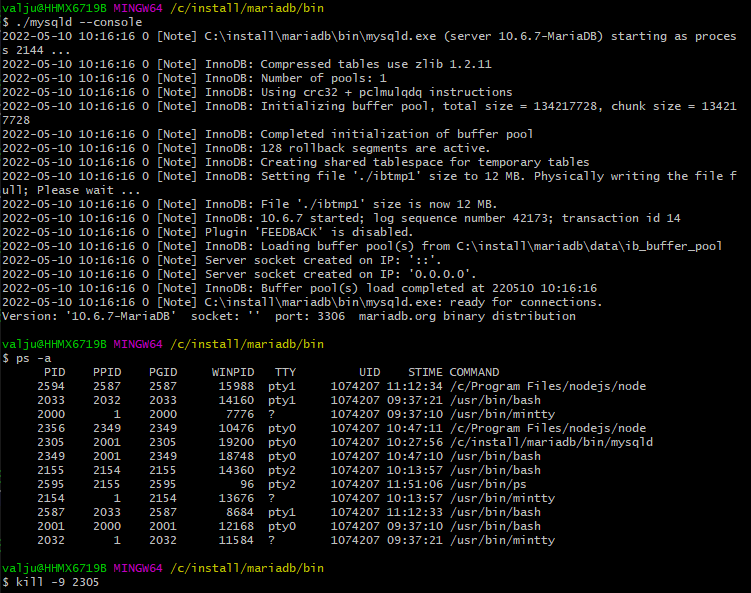 valju@HHMX6719B MINGW64 /c/install/mariadb/bin
$ ./mysqld --console
2022-05-10 10:16:16 0 [Note] C:\install\mariadb\bin\mysqld.exe (server 10.6.7-MariaDB) starting as proces
s 2144 ...
2022-05-10 10:16:16 0 [Note] InnoDB: Compressed tables use zlib 1.2.11
2022-05-10 10:16:16 0 [Note] InnoDB: Number of pools: 1
2022-05-10 10:16:16 0 [Note] InnoDB: Using crc32 + pclmulqdq instructions
2022-05-10 10:16:16 0 [Note] InnoDB: Initializing buffer pool, total size = 134217728, chunk size = 13421
7728
2022-05-10 10:16:16 0 [Note] InnoDB: Completed initialization of buffer pool
2022-05-10 10:16:16 0 [Note] InnoDB: 128 rollback segments are active.
2022-05-10 10:16:16 0 [Note] InnoDB: Creating shared tablespace for temporary tables
2022-05-10 10:16:16 0 [Note] InnoDB: Setting file './ibtmp1' size to 12 MB. Physically writing the file f
ull; Please wait ...
2022-05-10 10:16:16 0 [Note] InnoDB: File './ibtmp1' size is now 12 MB.
2022-05-10 10:16:16 0 [Note] InnoDB: 10.6.7 started; log sequence number 42173; transaction id 14
2022-05-10 10:16:16 0 [Note] Plugin 'FEEDBACK' is disabled.
2022-05-10 10:16:16 0 [Note] InnoDB: Loading buffer pool(s) from C:\install\mariadb\data\ib_buffer_pool
2022-05-10 10:16:16 0 [Note] Server socket created on IP: '::'.
2022-05-10 10:16:16 0 [Note] Server socket created on IP: '0.0.0.0'.
2022-05-10 10:16:16 0 [Note] InnoDB: Buffer pool(s) load completed at 220510 10:16:16
2022-05-10 10:16:16 0 [Note] C:\install\mariadb\bin\mysqld.exe: ready for connections.
Version: '10.6.7-MariaDB'  socket: ''  port: 3306  mariadb.org binary distribution
valju@HHMX6719B MINGW64 /c/install/mariadb/bin
$ ps -a
      PID    PPID    PGID     WINPID   TTY         UID    STIME COMMAND
     2594    2587    2587      15988  pty1     1074207 11:12:34 /c/Program Files/nodejs/node
     2033    2032    2033      14160  pty1     1074207 09:37:21 /usr/bin/bash
     2000       1    2000       7776  ?        1074207 09:37:10 /usr/bin/mintty
     2356    2349    2349      10476  pty0     1074207 10:47:11 /c/Program Files/nodejs/node
     2305    2001    2305      19200  pty0     1074207 10:27:56 /c/install/mariadb/bin/mysqld
     2349    2001    2349      18748  pty0     1074207 10:47:10 /usr/bin/bash
     2155    2154    2155      14360  pty2     1074207 10:13:57 /usr/bin/bash
     2595    2155    2595         96  pty2     1074207 11:51:06 /usr/bin/ps
     2154       1    2154      13676  ?        1074207 10:13:57 /usr/bin/mintty
     2587    2033    2587       8684  pty1     1074207 11:12:33 /usr/bin/bash
     2001    2000    2001      12168  pty0     1074207 09:37:10 /usr/bin/bash
     2032       1    2032      11584  ?        1074207 09:37:21 /usr/bin/mintty
valju@HHMX6719B MINGW64 /c/install/mariadb/bin
$ kill -9 2305